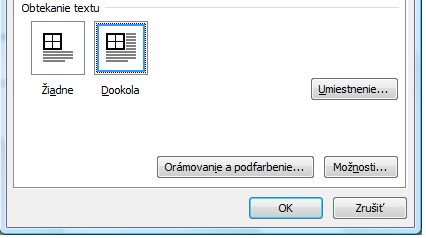 Obtekanie textu
Žiadne
Dookola
Umiestnenie...
Orámovanie a podfarbenie...
Možnosti...
OK
Zrušiť